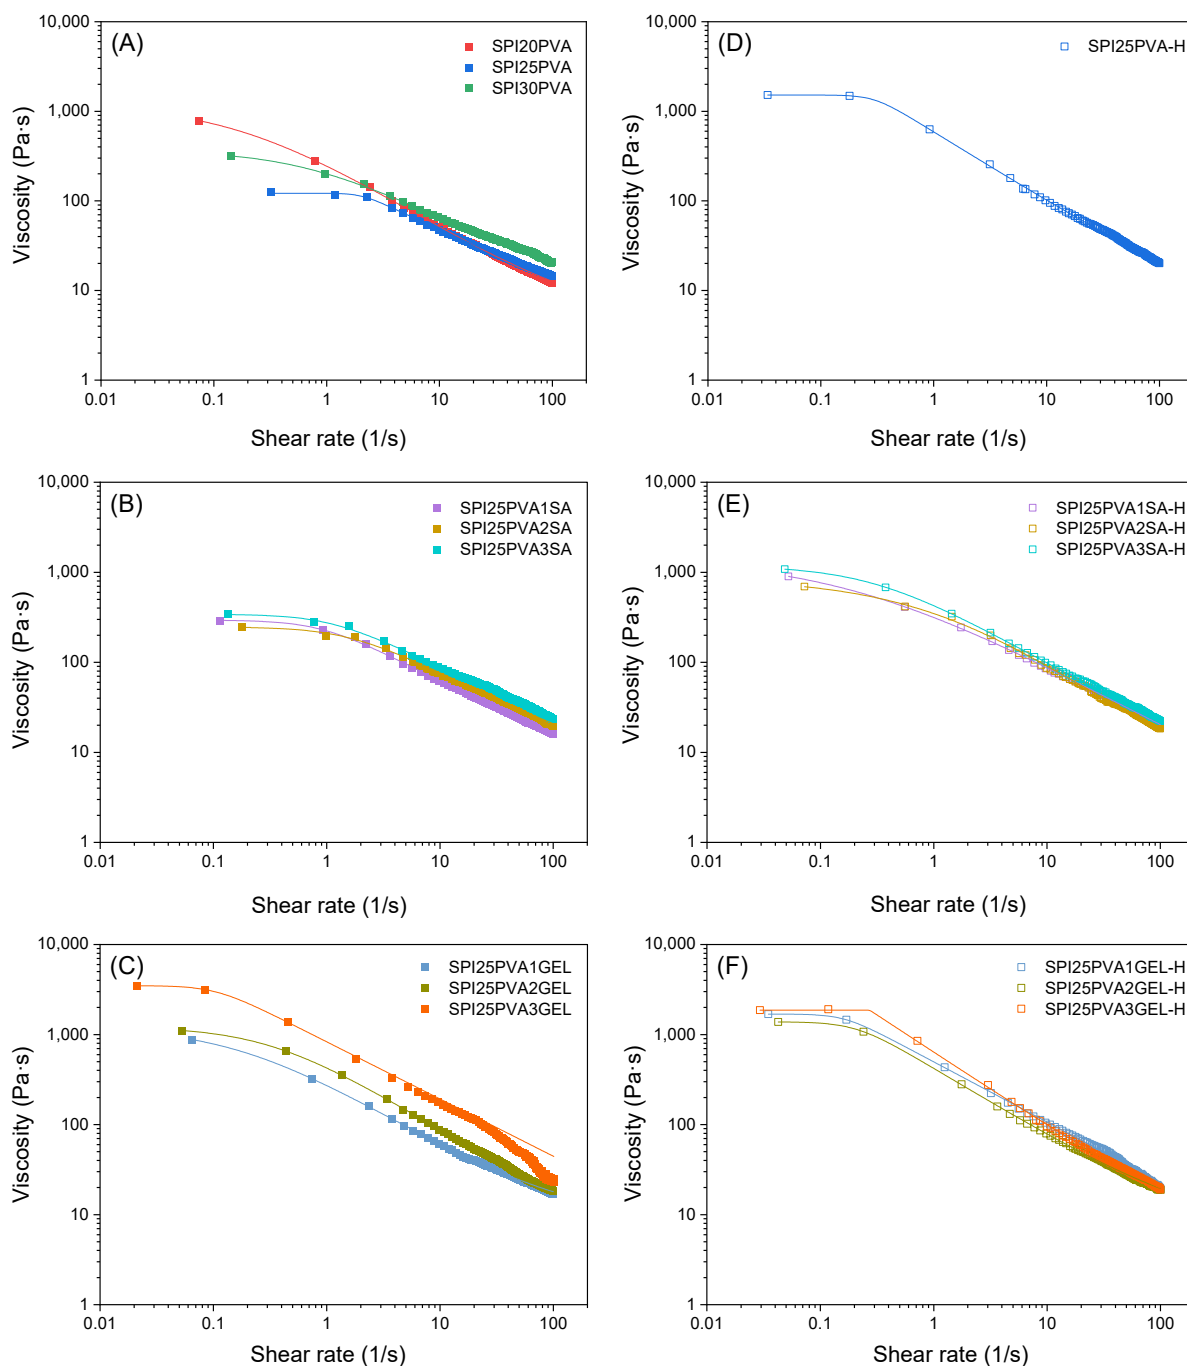 (A)
SPI20PVA
SPI25PVA
SPI30PVA
10,000
1,000
100
10
1
Viscosity (Pa·s)
0.01 0.1 1 10 100
Shear rate (1/s)
(D)
SPI25PVA-H
10,000
1,000
100
10
1
Viscosity (Pa·s)
0.01 0.1 1 10 100
Shear rate (1/s)
(B)
SPI25PVA1SA
SPI25PVA2SA
SPI25PVA3SA
10,000
1,000
100
10
1
Viscosity (Pa·s)
0.01 0.1 1 10 100
Shear rate (1/s)
(E)
SPI25PVA1SA-H
SPI25PVA2SA-H
SPI25PVA3SA-H
10,000
1,000
100
10
1
Viscosity (Pa·s)
0.01 0.1 1 10 100
Shear rate (1/s)
(C)
SPI25PVA1GEL
SPI25PVA2GEL
SPI25PVA3GEL
10,000
1,000
100
10
1
Viscosity (Pa·s)
0.01 0.1 1 10 100
Shear rate (1/s)
(F)
SPI25PVA1GEL-H
SPI25PVA2GEL-H
SPI25PVA3GEL-H
10,000
1,000
100
10
1
Viscosity (Pa·s)
0.01 0.1 1 10 100
Shear rate (1/s)